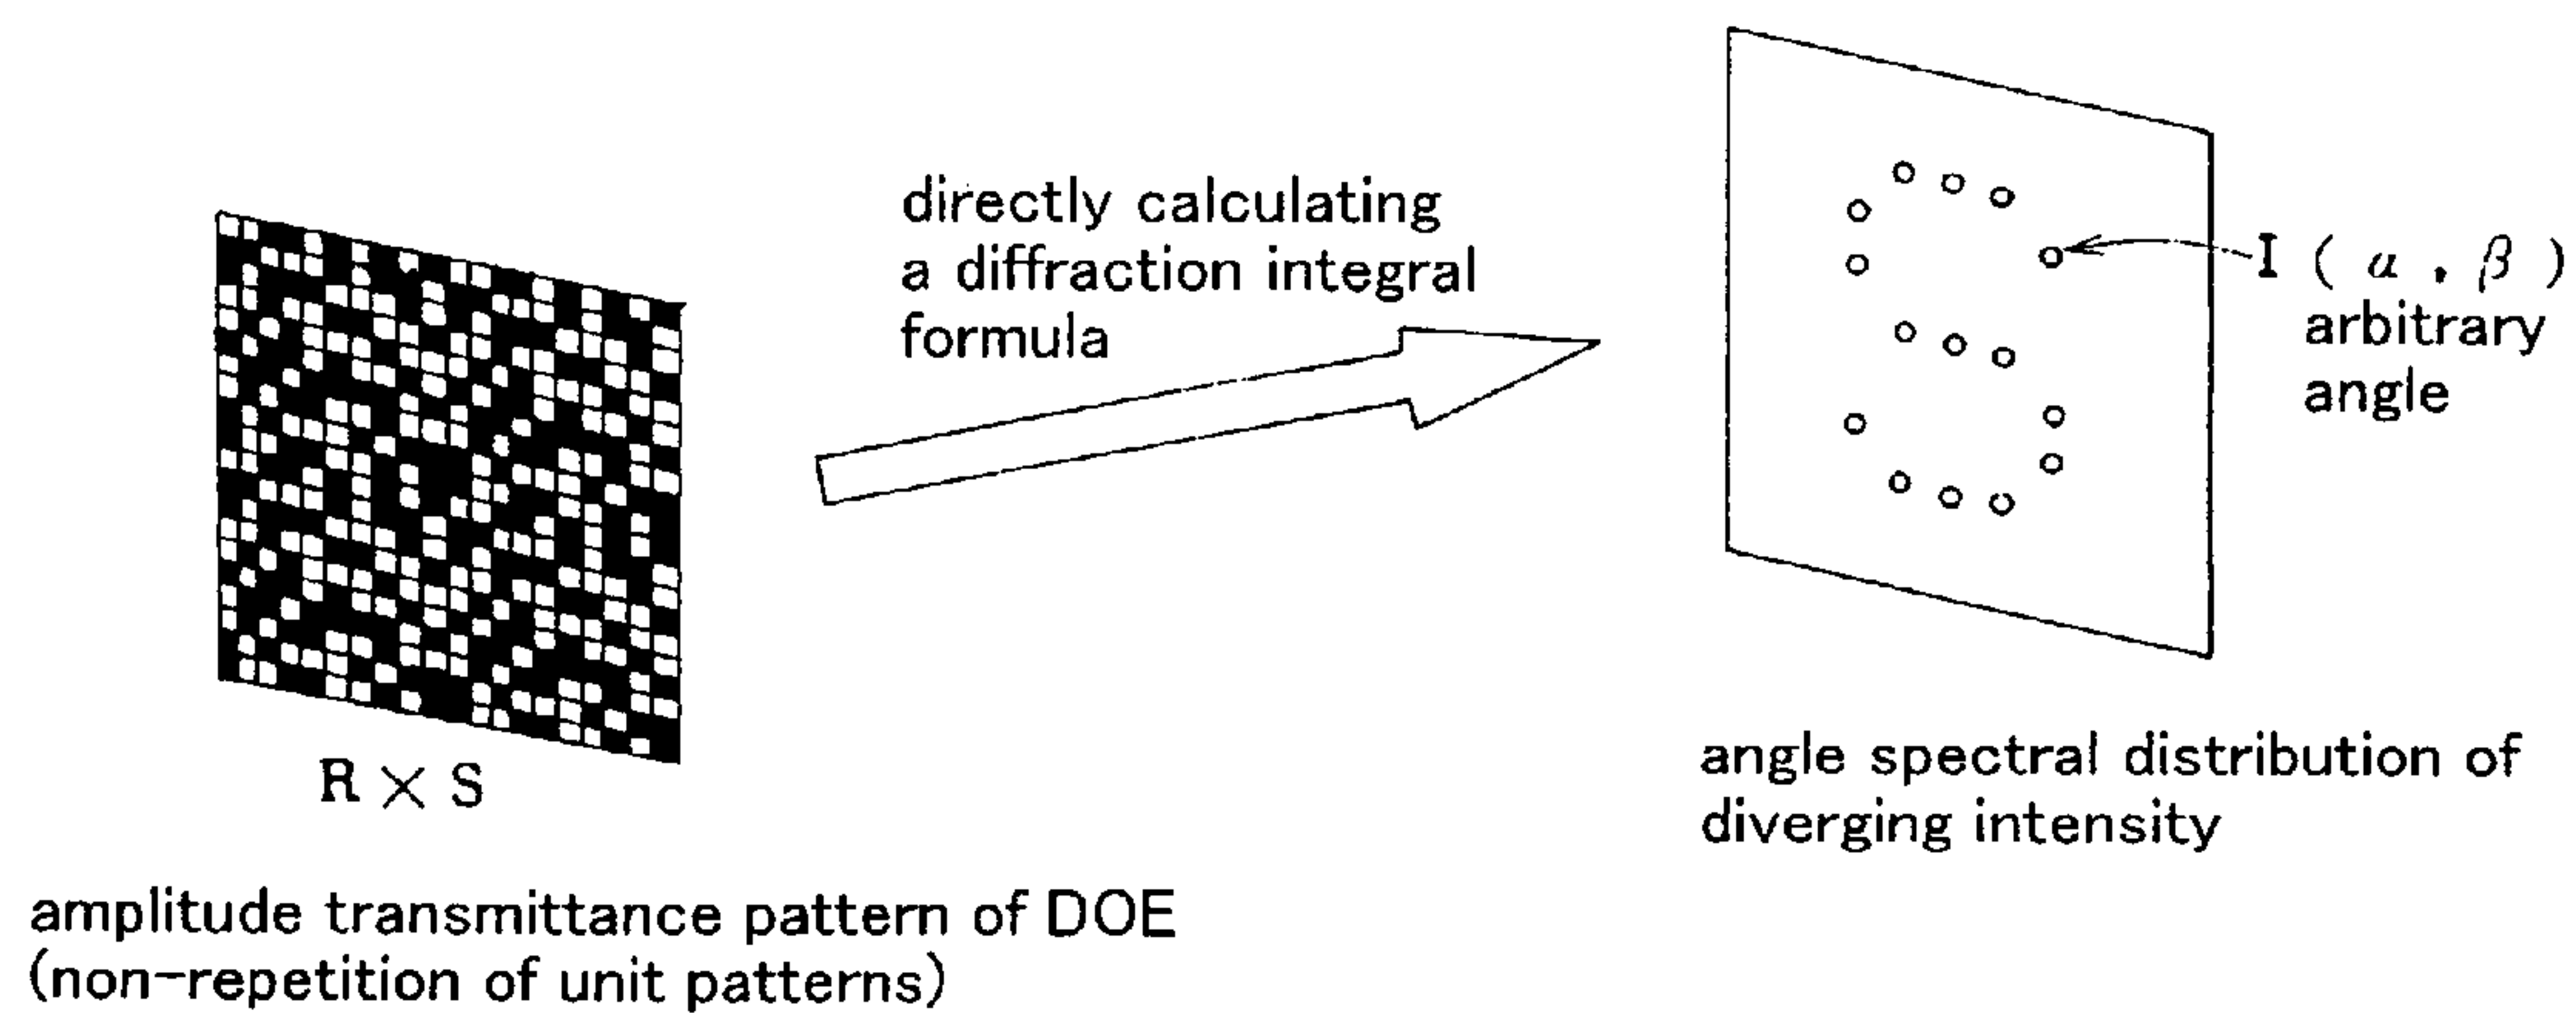 directly calculating
a diffraction integral
formula
I ( α , β )
arbitrary
angle
R × S
angle spectral distribution of
diverging intensity
amplitude transmittance pattern of DOE
(non-repetition of unit patterns)